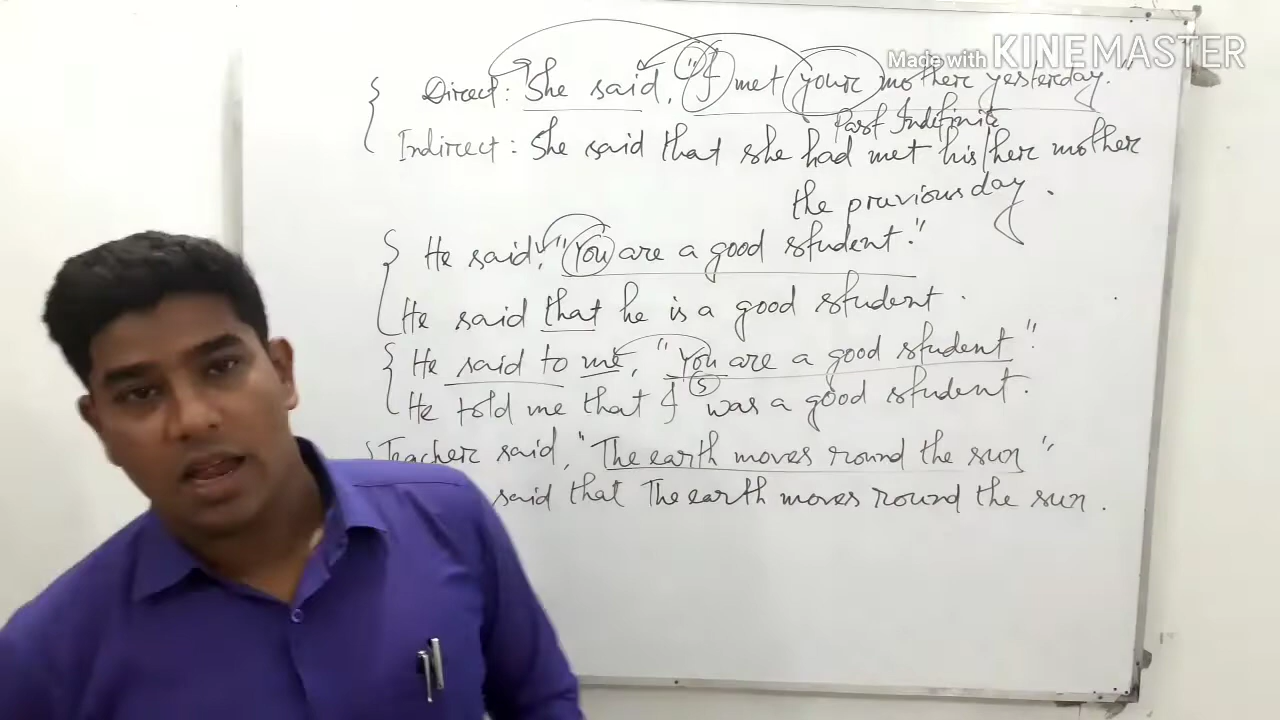 Made with KINEMASTER
Direct: She said, "I met your mother yesterday."
Past Indefinite
Indirect: She said that she had met his/her mother
the previous day.
He said, "You are a good student."
He said that he is a good student.
He said to me, "You are a good student".
S
He told me that I was a good student.
Teacher said, "The earth moves round the sun"
said that The earth moves round the sun.